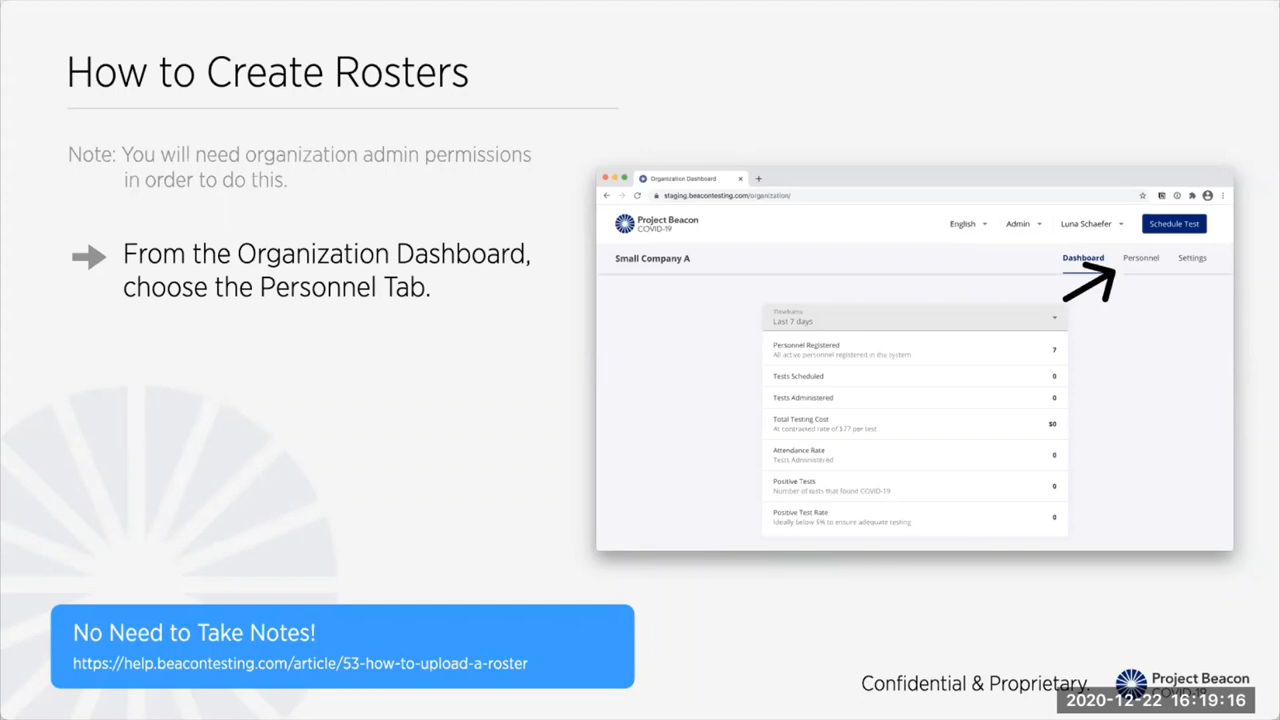 How to Create Rosters
Note: You will need organization admin permissions
in order to do this.
From the Organization Dashboard,
choose the Personnel Tab.
Organization Dashboard
staging.beacontesting.com/organization/
Project Beacon
COVID-19
English
Admin
Luna Schaefer
Schedule Test
Small Company A
Dashboard
Personnel
Settings
Timeframe
Last 7 days
Personnel Registered
All active personnel registered in the system
7
Tests Scheduled
0
Tests Administered
0
Total Testing Cost
At contracted rate of $77 per test
$0
Attendance Rate
Tests Administered
0
Positive Tests
Number of tests that found COVID-19
0
Positive Test Rate
Ideally below 5% to ensure adequate testing
0
No Need to Take Notes!
https://help.beacontesting.com/article/53-how-to-upload-a-roster
Confidential & Proprietary.
Project Beacon
COVID-19
2020-12-22 16:19:16